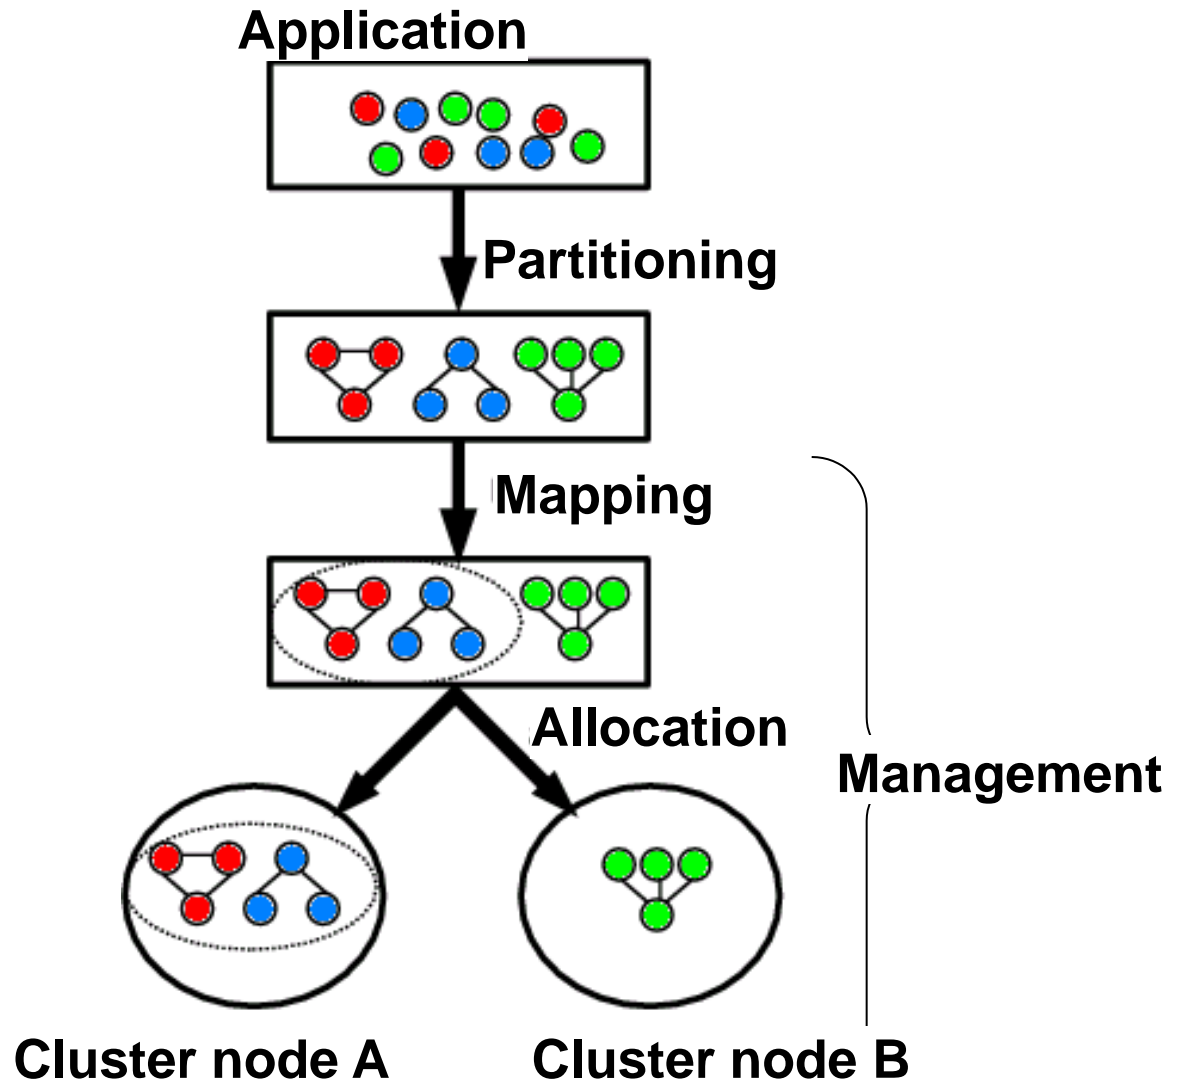 Application
Partitioning
Mapping
Allocation
Management
Cluster node A
Cluster node B